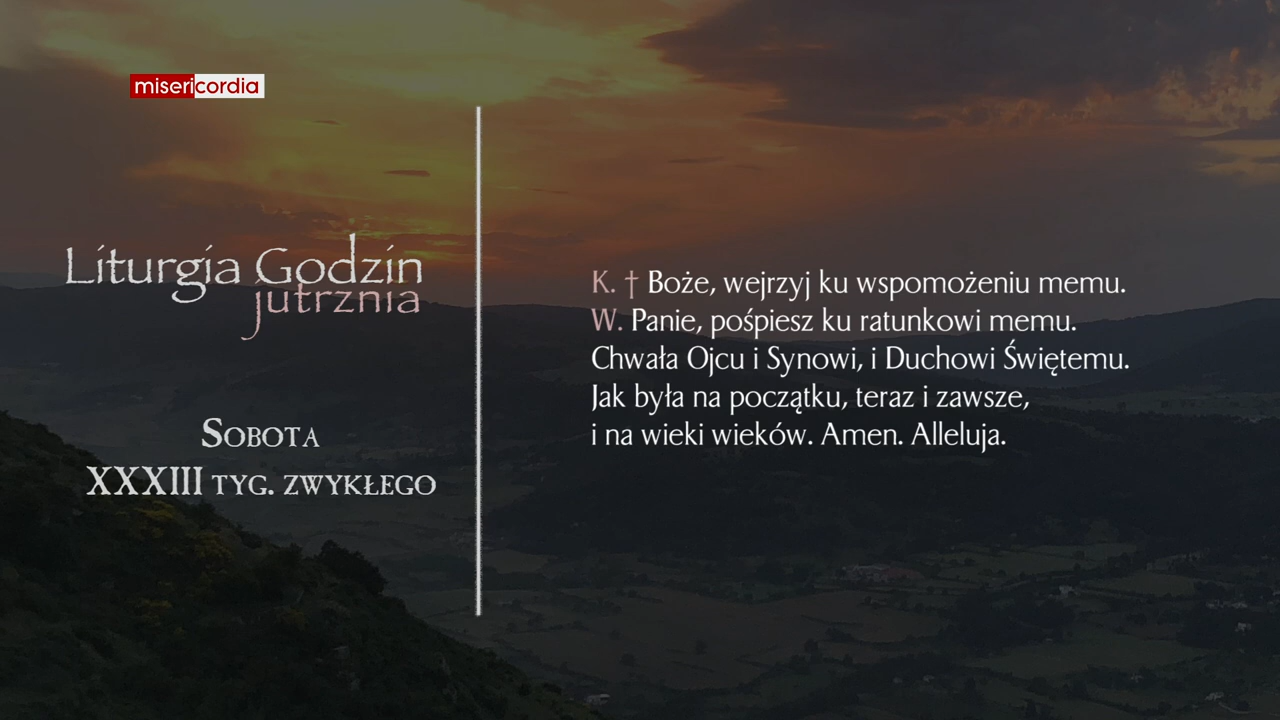 misericordia
Liturgia Godzin
jutrznia
Sobota
XXXIII tyg. zwykłego
K. † Boże, wejrzyj ku wspomożeniu memu.
W. Panie, pośpiesz ku ratunkowi memu.
Chwała Ojcu i Synowi, i Duchowi Świętemu.
Jak była na początku, teraz i zawsze,
i na wieki wieków. Amen. Alleluja.